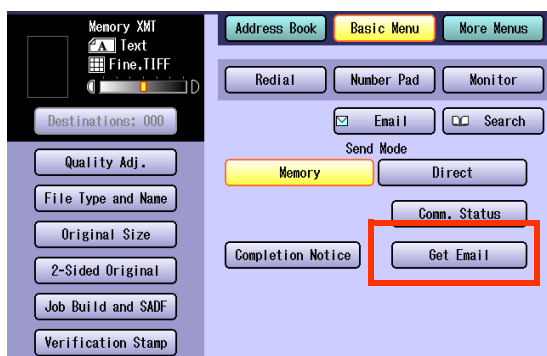 Memory XMT
A Text
Fine,TIFF
D
Destinations: 000
Quality Adj.
File Type and Name
Original Size
2-Sided Original
Job Build and SADF
Verification Stamp
Address Book
Basic Menu
More Menus
Redial
Number Pad
Monitor
Email
Search
Send Mode
Memory
Direct
Comm. Status
Completion Notice
Get Email